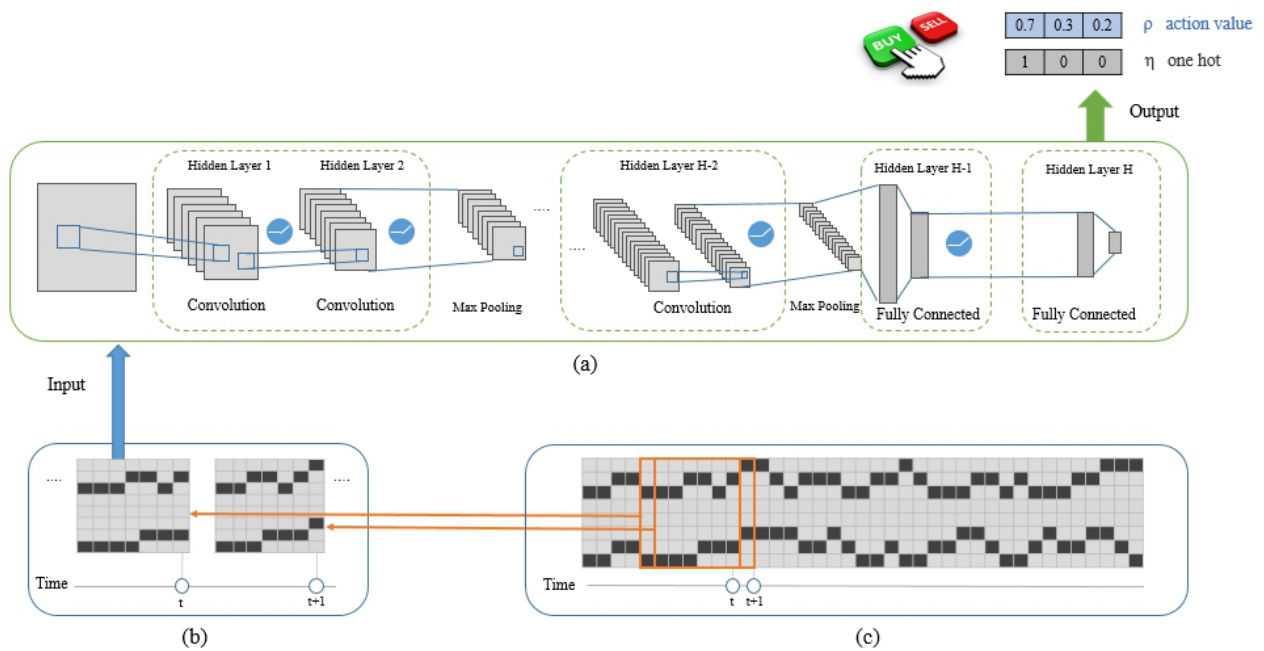 BUY
SELL
0.7 0.3 0.2 ρ action value
1 0 0 η one hot
Output
Hidden Layer 1
Hidden Layer 2
Hidden Layer H-2
Hidden Layer H-1
Hidden Layer H
....
....
Convolution
Convolution
Max Pooling
Convolution
Max Pooling
Fully Connected
Fully Connected
(a)
Input
....
....
Time
t
t+1
(b)
Time
t
t+1
(c)